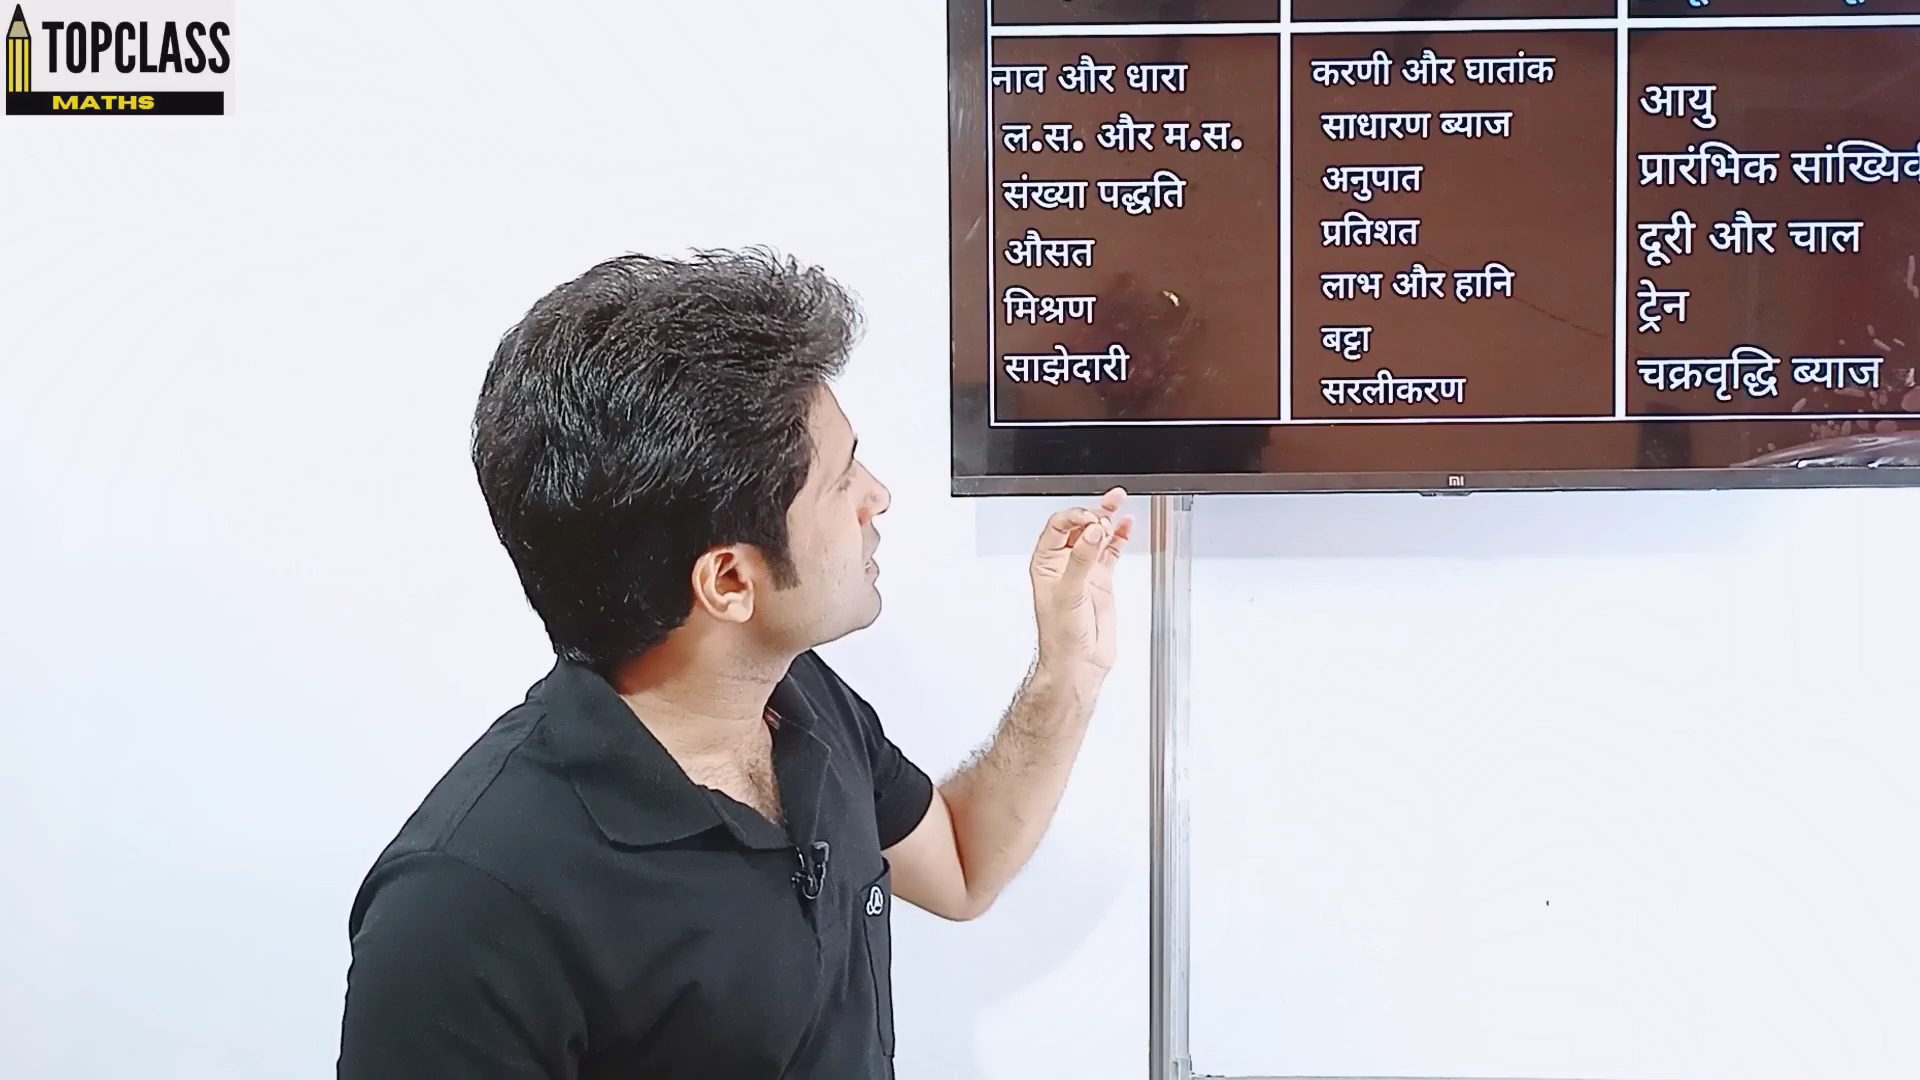 TOPCLASS
MATHS
नाव और धारा
ल.स. और म.स.
संख्या पद्धति
औसत
मिश्रण
साझेदारी
करणी और घातांक
साधारण ब्याज
अनुपात
प्रतिशत
लाभ और हानि
बट्टा
सरलीकरण
आयु
प्रारंभिक
दूरी और चाल
ट्रेन
चक्रवृद्धि ब्याज
mi